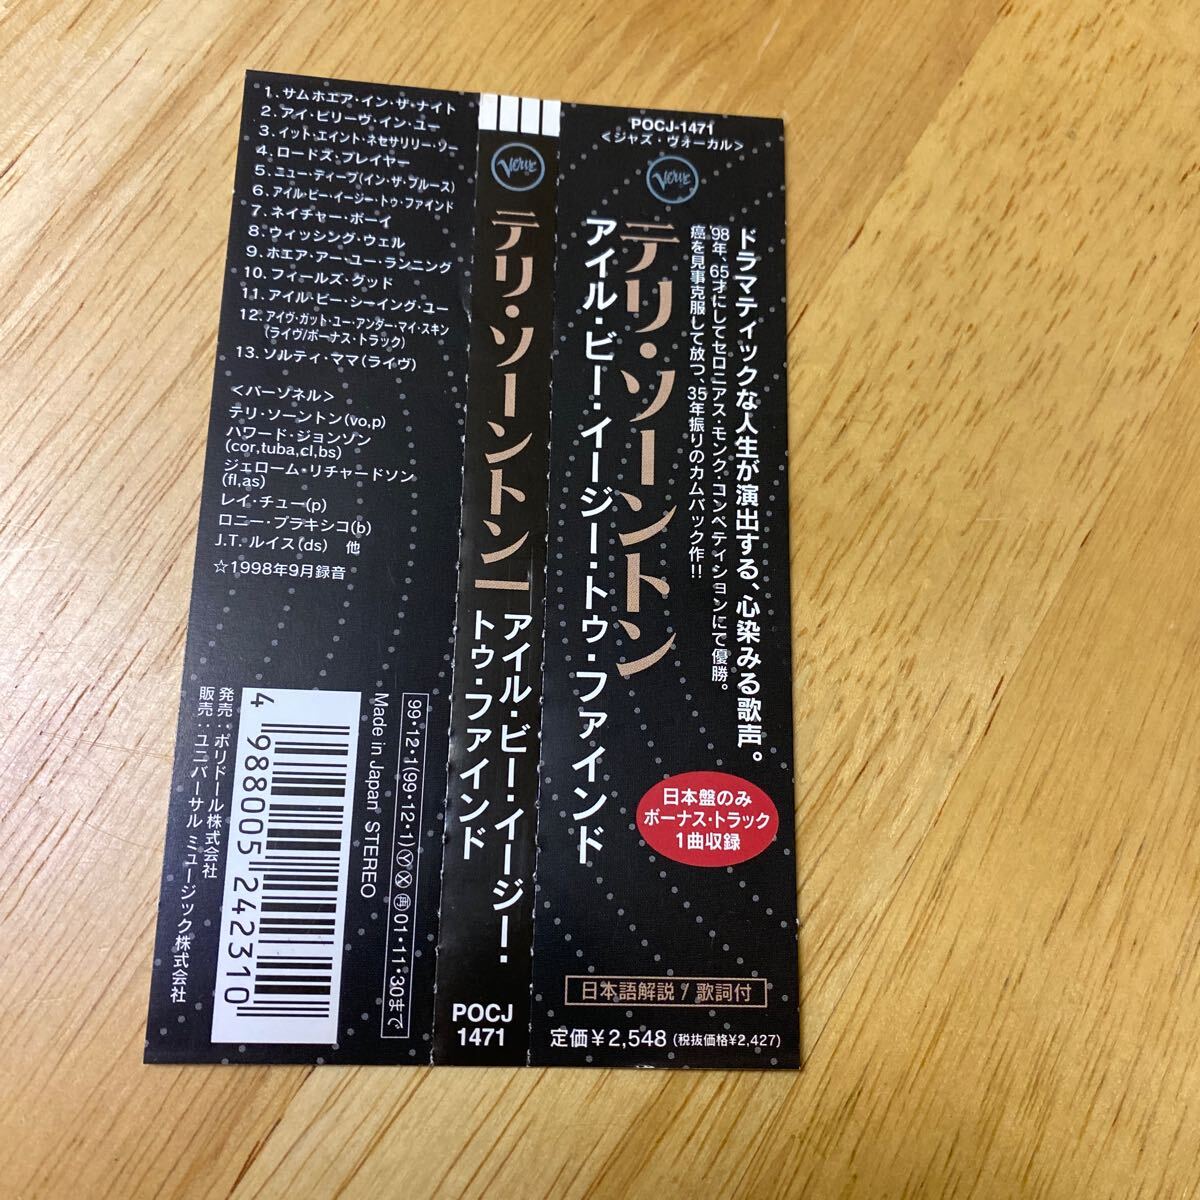 POCJ-1471
<ジャズ・ヴォーカル>
Verve
ドラマティックな人生が演出する、心染みる歌声。
'98年、65才にしてセロニアス・モンク・コンペティションにて優勝。
癌を見事克服して放つ、35年振りのカムバック作!!
テリ・ソーントン
アイル・ビー・イージー・トゥ・ファインド
日本盤のみ
ボーナス・トラック
1曲収録
日本語解説/歌詞付
定価¥2,548 (税抜価格¥2,427)
Verve
テリ・ソーントン
アイル・ビー・イージー・
トゥ・ファインド
POCJ
1471
1. サムホエア・イン・ザ・ナイト
2. アイ・ビリーヴ・イン・ユー
3. イット・エイント・ネセサリリー・ソー
4. ロードズ・プレイヤー
5. ニュー・ディープ(イン・ザ・ブルース)
6. アイル・ビー・イージー・トゥ・ファインド
7. ネイチャー・ボーイ
8. ウィッシング・ウェル
9. ホエア・アー・ユー・ランニング
10. フィールズ・グッド
11. アイル・ビー・シーイング・ユー
12. アイヴ・ガット・ユー・アンダー・マイ・スキン
(ライヴ/ボーナス・トラック)
13. ソルティ・ママ(ライヴ)
<パーソネル>
テリ・ソーントン(vo,p)
ハワード・ジョンソン
(cor,tuba,cl,bs)
ジェローム・リチャードソン
(fl,as)
レイ・チュー(p)
ロニー・プラキシコ(b)
J.T. ルイス(ds) 他
☆1998年9月録音
99・12・1(99・12・1)Ⓨ Ⓧ ㊞01・11・30まで
Made in Japan STEREO
4 988005 242310
発売:ポリドール株式会社
販売:ユニバーサル ミュージック株式会社